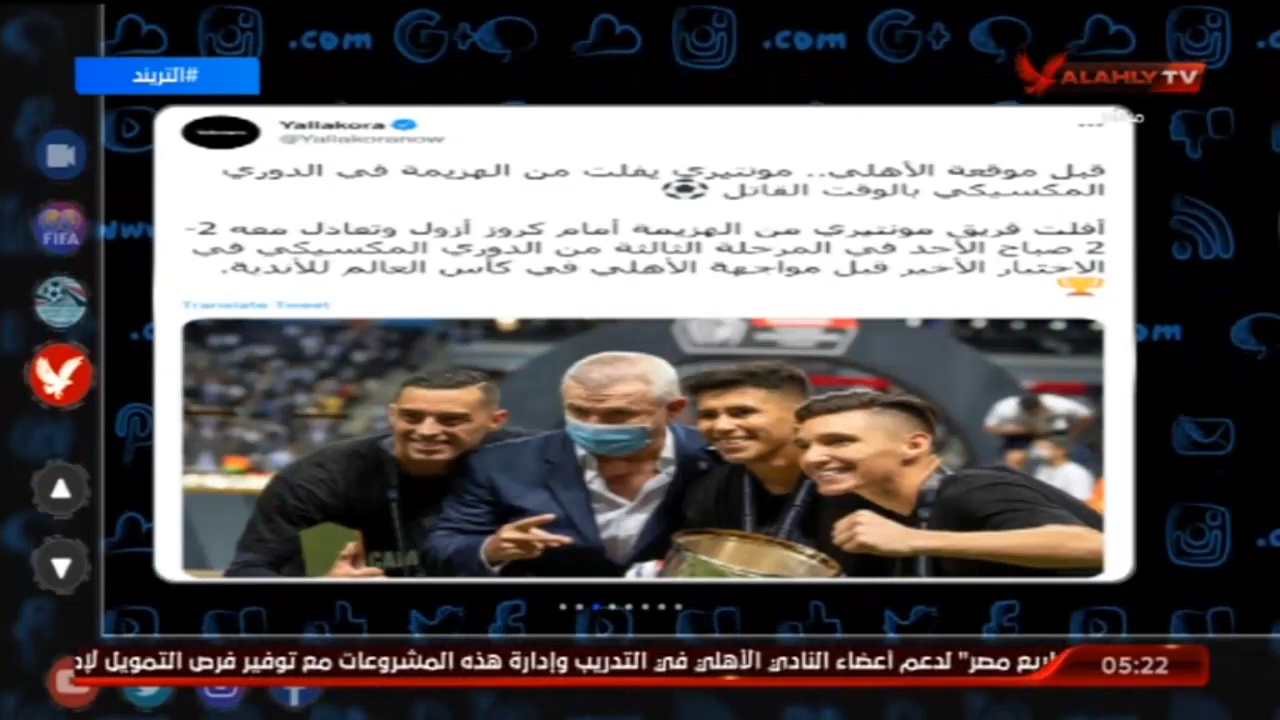 #التريند
ALAHLY TV
Yallakora
@Yallakoranow
قبل موقعة الأهلي.. مونتيري يفلت من الهزيمة في الدوري
المكسيكي بالوقت القاتل
أفلت فريق مونتيري من الهزيمة أمام كروز أزول وتعادل معه 2-
2 صباح الأحد في المرحلة الثالثة من الدوري المكسيكي في
الاختبار الأخير قبل مواجهة الأهلي في كأس العالم للأندية.
Translate Tweet
FIFA
.com
.com
G+
G+
مصر" لدعم أعضاء النادي الأهلي في التدريب وإدارة هذه المشروعات مع توفير فرص التمويل
05:22